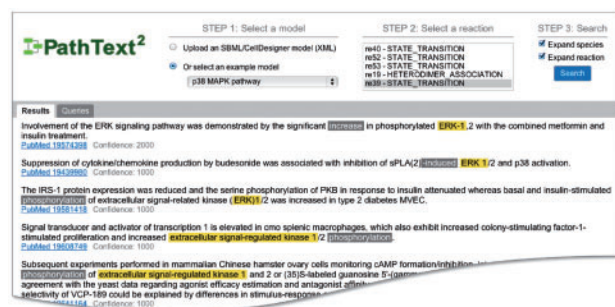 PathText2
STEP 1: Select a model
Upload an SBML/CellDesigner model (XML)
Or select an example model
p38 MAPK pathway
STEP 2: Select a reaction
re40 - STATE_TRANSITION
re52 - STATE_TRANSITION
re53 - STATE_TRANSITION
re19 - HETERODIMER_ASSOCIATION
re39 - STATE_TRANSITION
STEP 3: Search
Expand species
Expand reaction
Search
Results Queries
Involvement of the ERK signaling pathway was demonstrated by the significant increase in phosphorylated ERK-1,2 with the combined metformin and
insulin treatment.
PubMed 19574398 Confidence: 2000
Suppression of cytokine/chemokine production by budesonide was associated with inhibition of sPLA(2)-induced ERK 1/2 and p38 activation.
PubMed 19439980 Confidence: 1000
The IRS-1 protein expression was reduced and the serine phosphorylation of PKB in response to insulin attenuated whereas basal and insulin-stimulated
phosphorylation of extracellular signal-related kinase (ERK)1/2 was increased in type 2 diabetes MVEC.
PubMed 19581418 Confidence: 1000
Signal transducer and activator of transcription 1 is elevated in cmo splenic macrophages, which also exhibit increased colony-stimulating factor-1-
stimulated proliferation and increased extracellular signal-regulated kinase 1/2 phosphorylation.
PubMed 19608749 Confidence: 1000
Subsequent experiments performed in mammalian Chinese hamster ovary cells monitoring cAMP formation/inhibition
phosphorylation of extracellular signal-regulated kinase 1 and 2 or (35)S-labeled guanosine 5'-(gamm
agreement with the yeast data regarding agonist efficacy estimation and antagonist affin
selectivity of VCP-189 could be explained by differences in stimulus-respon
Confidence: 1000